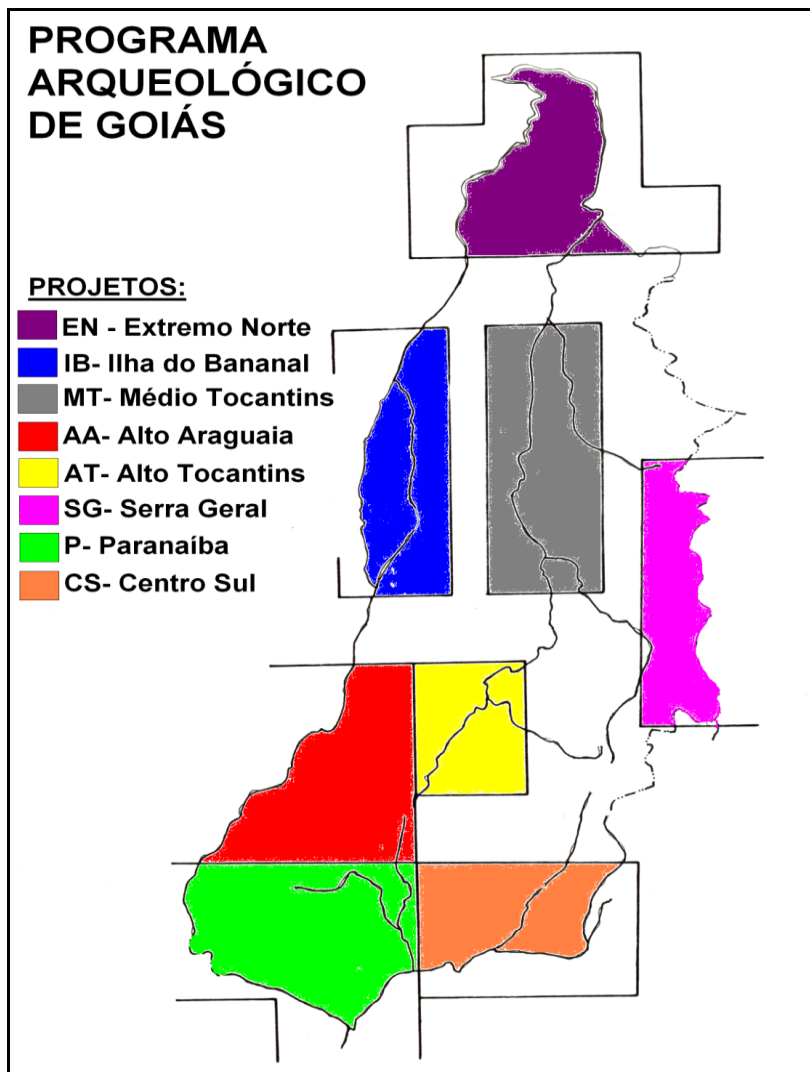 PROGRAMA
ARQUEOLÓGICO
DE GOIÁS
PROJETOS:
EN - Extremo Norte
IB- Ilha do Bananal
MT- Médio Tocantins
AA- Alto Araguaia
AT- Alto Tocantins
SG- Serra Geral
P- Paranaíba
CS- Centro Sul